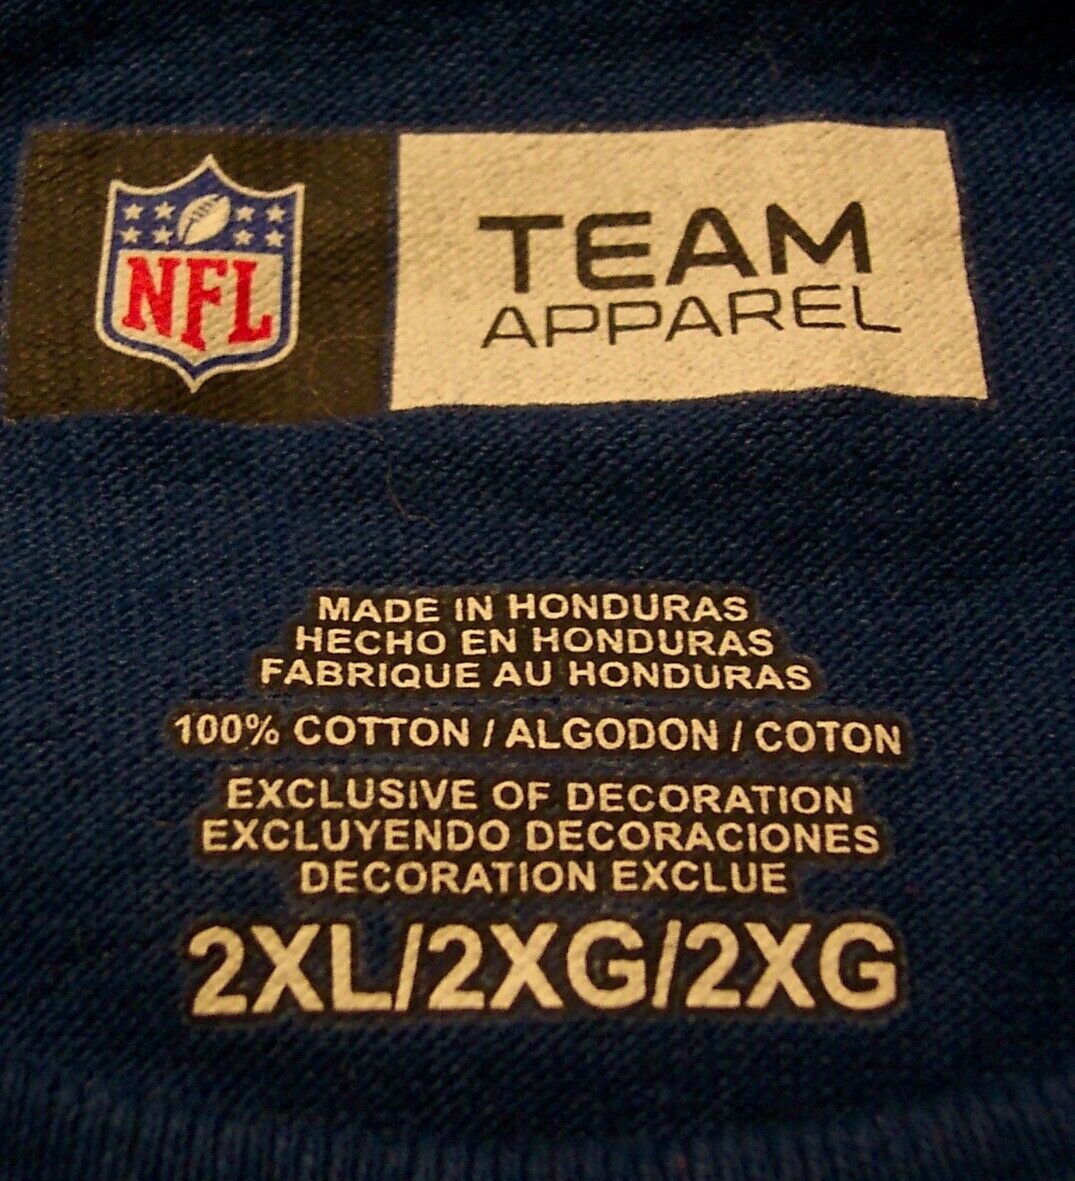 NFL
TEAM
APPAREL
MADE IN HONDURAS
HECHO EN HONDURAS
FABRIQUE AU HONDURAS
100% COTTON / ALGODON / COTON
EXCLUSIVE OF DECORATION
EXCLUYENDO DECORACIONES
DECORATION EXCLUE
2XL/2XG/2XG